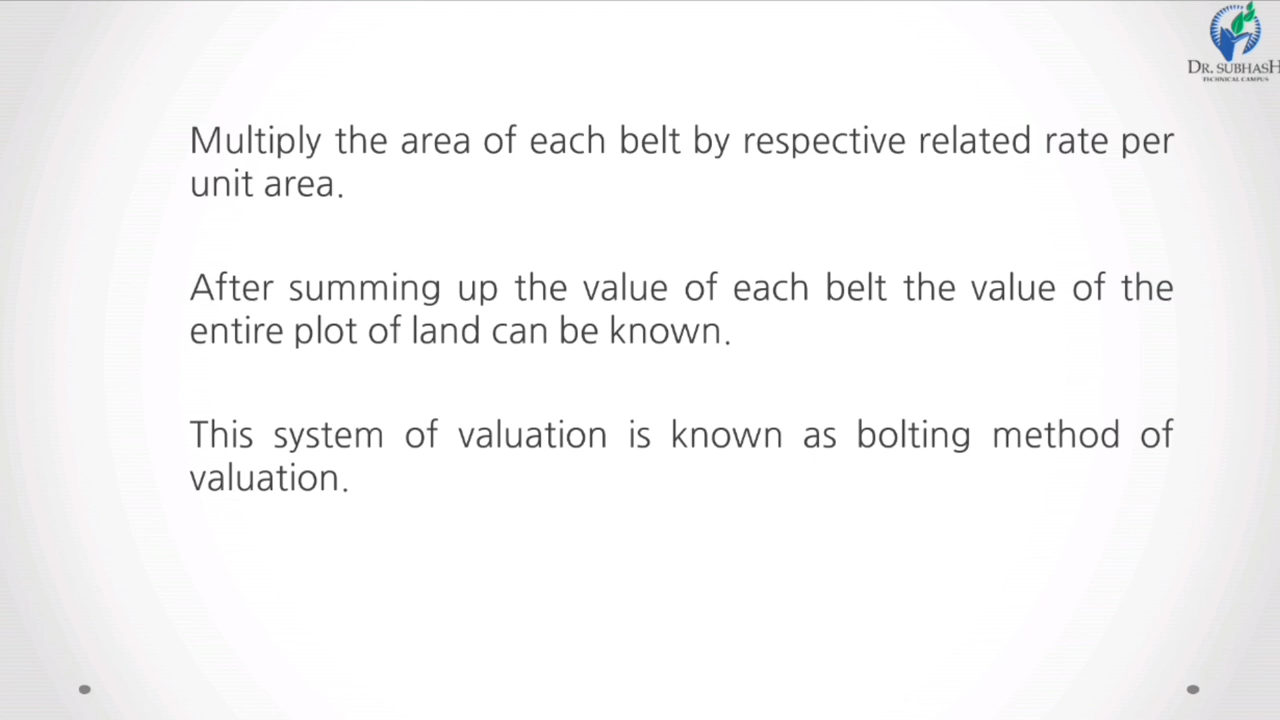 DR. SUBHASH
TECHNICAL CAMPUS
Multiply the area of each belt by respective related rate per
unit area.
After summing up the value of each belt the value of the
entire plot of land can be known.
This system of valuation is known as bolting method of
valuation.